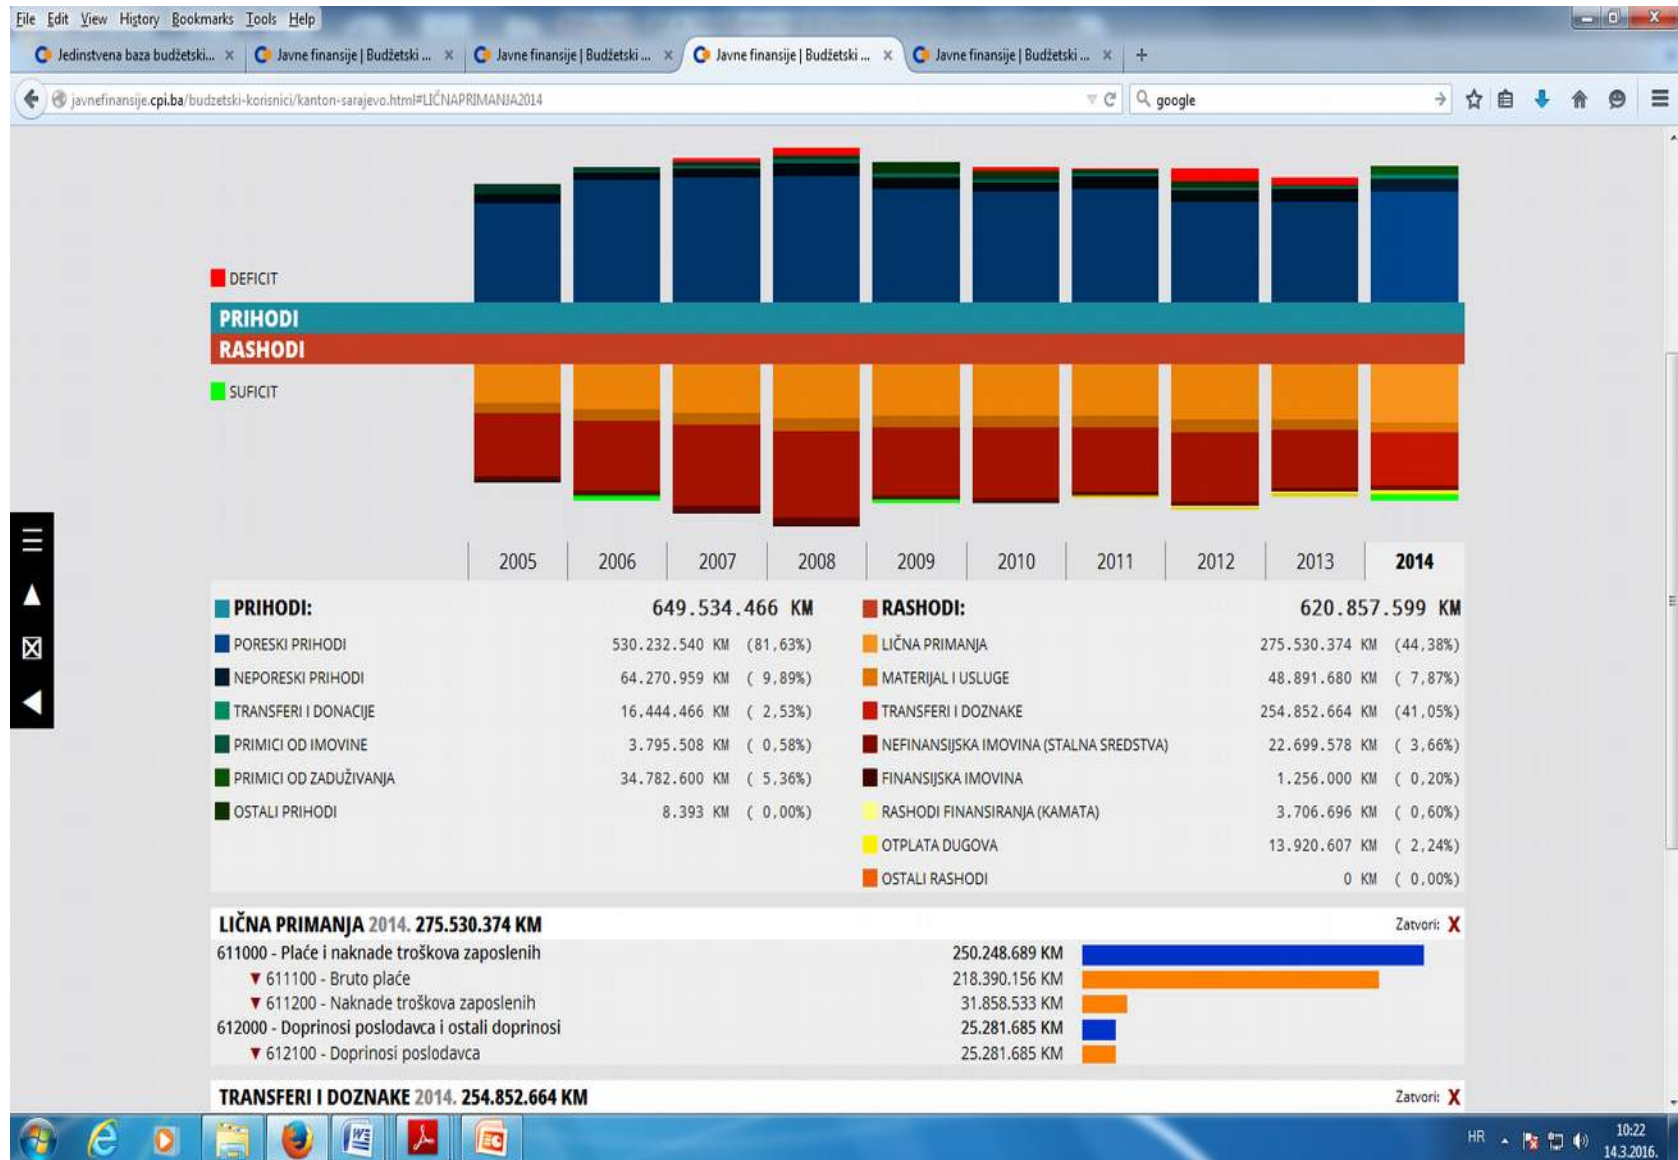 File Edit View History Bookmarks Tools Help
Jedinstvena baza budžetski... × Javne finansije | Budžetski ... × Javne finansije | Budžetski ... × Javne finansije | Budžetski ... × Javne finansije | Budžetski ... × +
javnefinansije.cpi.ba/budzetski-korisnici/kanton-sarajevo.html#LIČNAPRIMANJA2014 google
DEFICIT
PRIHODI
RASHODI
SUFICIT
2005 2006 2007 2008 2009 2010 2011 2012 2013 2014
PRIHODI: 649.534.466 KM
PORESKI PRIHODI 530.232.540 KM (81,63%)
NEPORESKI PRIHODI 64.270.959 KM ( 9,89%)
TRANSFERI I DONACIJE 16.444.466 KM ( 2,53%)
PRIMICI OD IMOVINE 3.795.508 KM ( 0,58%)
PRIMICI OD ZADUŽIVANJA 34.782.600 KM ( 5,36%)
OSTALI PRIHODI 8.393 KM ( 0,00%)
RASHODI: 620.857.599 KM
LIČNA PRIMANJA 275.530.374 KM (44,38%)
MATERIJAL I USLUGE 48.891.680 KM ( 7,87%)
TRANSFERI I DOZNAKE 254.852.664 KM (41,05%)
NEFINANSIJSKA IMOVINA (STALNA SREDSTVA) 22.699.578 KM ( 3,66%)
FINANSIJSKA IMOVINA 1.256.000 KM ( 0,20%)
RASHODI FINANSIRANJA (KAMATA) 3.706.696 KM ( 0,60%)
OTPLATA DUGOVA 13.920.607 KM ( 2,24%)
OSTALI RASHODI 0 KM ( 0,00%)
LIČNA PRIMANJA 2014. 275.530.374 KM Zatvori: X
611000 - Plaće i naknade troškova zaposlenih 250.248.689 KM
▼ 611100 - Bruto plaće 218.390.156 KM
▼ 611200 - Naknade troškova zaposlenih 31.858.533 KM
612000 - Doprinosi poslodavca i ostali doprinosi 25.281.685 KM
▼ 612100 - Doprinosi poslodavca 25.281.685 KM
TRANSFERI I DOZNAKE 2014. 254.852.664 KM Zatvori: X
HR 10:22
14.3.2016.